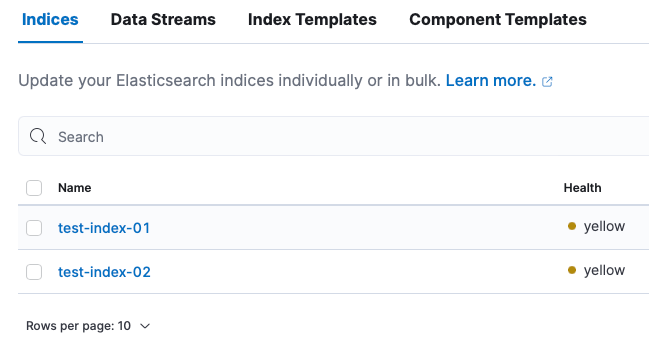 Indices Data Streams Index Templates Component Templates
Update your Elasticsearch indices individually or in bulk. Learn more.
Search
Name Health
test-index-01 yellow
test-index-02 yellow
Rows per page: 10